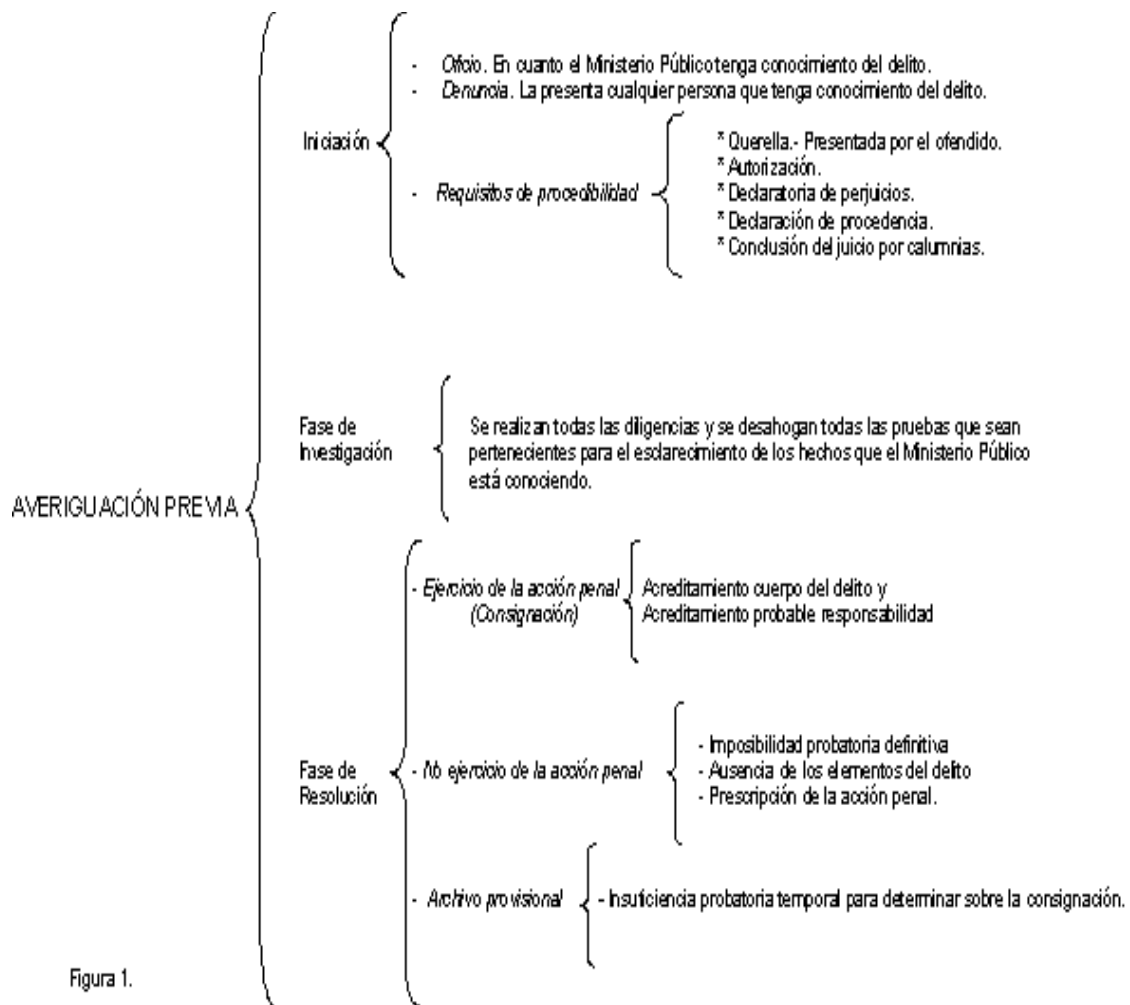 - Oficio. En cuanto el Ministerio Público tenga conocimiento del delito.
- Denuncia. La presenta cualquier persona que tenga conocimiento del delito.
Iniciación
- Requisitos de procedibilidad
* Querella.- Presentada por el ofendido.
* Autorización.
* Declaratoria de perjuicios.
* Declaración de procedencia.
* Conclusión del juicio por calumnias.
AVERIGUACIÓN PREVIA
Fase de
Investigación
Se realizan todas las diligencias y se desahogan todas las pruebas que sean
pertenecientes para el esclarecimiento de los hechos que el Ministerio Público
está conociendo.
Fase de
Resolución
- Ejercicio de la acción penal
(Consignación)
Acreditamiento cuerpo del delito y
Acreditamiento probable responsabilidad
- No ejercicio de la acción penal
- Imposibilidad probatoria definitiva
- Ausencia de los elementos del delito
- Prescripción de la acción penal.
- Archivo provisional
- Insuficiencia probatoria temporal para determinar sobre la consignación.
Figura 1.